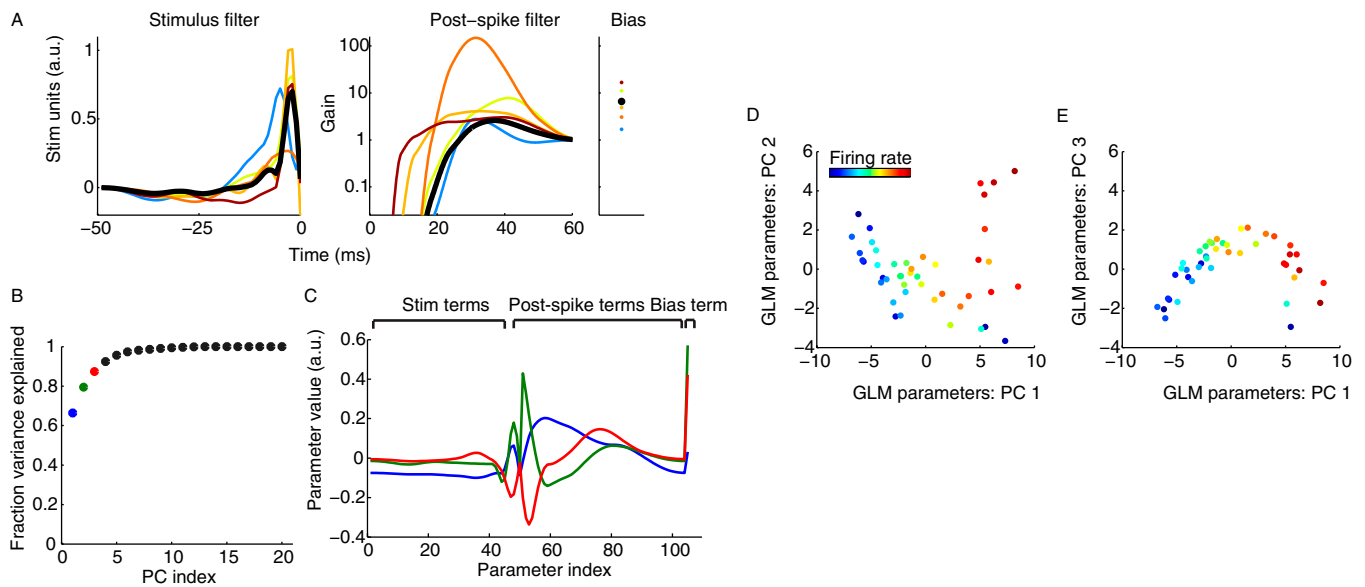 A
Stimulus filter
Post−spike filter
Bias
Stim units (a.u.)
1
0.5
0
−50
−25
0
Gain
100
10
1
0.1
0
20
40
60
Time (ms)
B
Fraction variance explained
1
0.8
0.6
0.4
0.2
0
0
5
10
15
20
PC index
C
Stim terms
Post-spike terms
Bias term
Parameter value (a.u.)
0.6
0.4
0.2
0
−0.2
−0.4
0
20
40
60
80
100
Parameter index
D
GLM parameters: PC 2
Firing rate
6
4
2
0
−2
−4
−10
−5
0
5
10
GLM parameters: PC 1
E
GLM parameters: PC 3
6
4
2
0
−2
−4
−10
−5
0
5
10
GLM parameters: PC 1